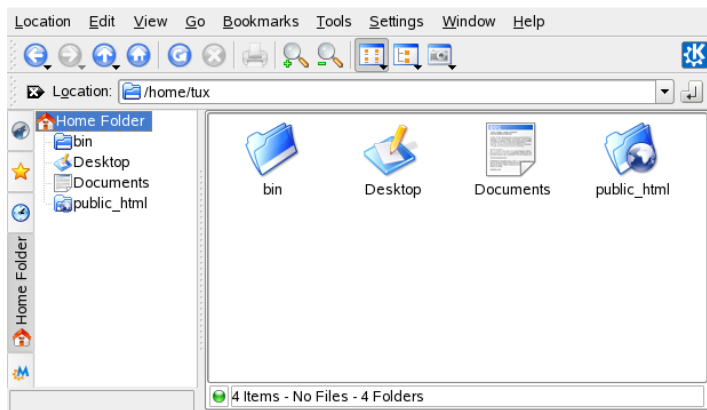 Location Edit View Go Bookmarks Tools Settings Window Help
Location: /home/tux
Home Folder
bin
Desktop
Documents
public_html
Home Folder
bin Desktop Documents public_html
4 Items - No Files - 4 Folders